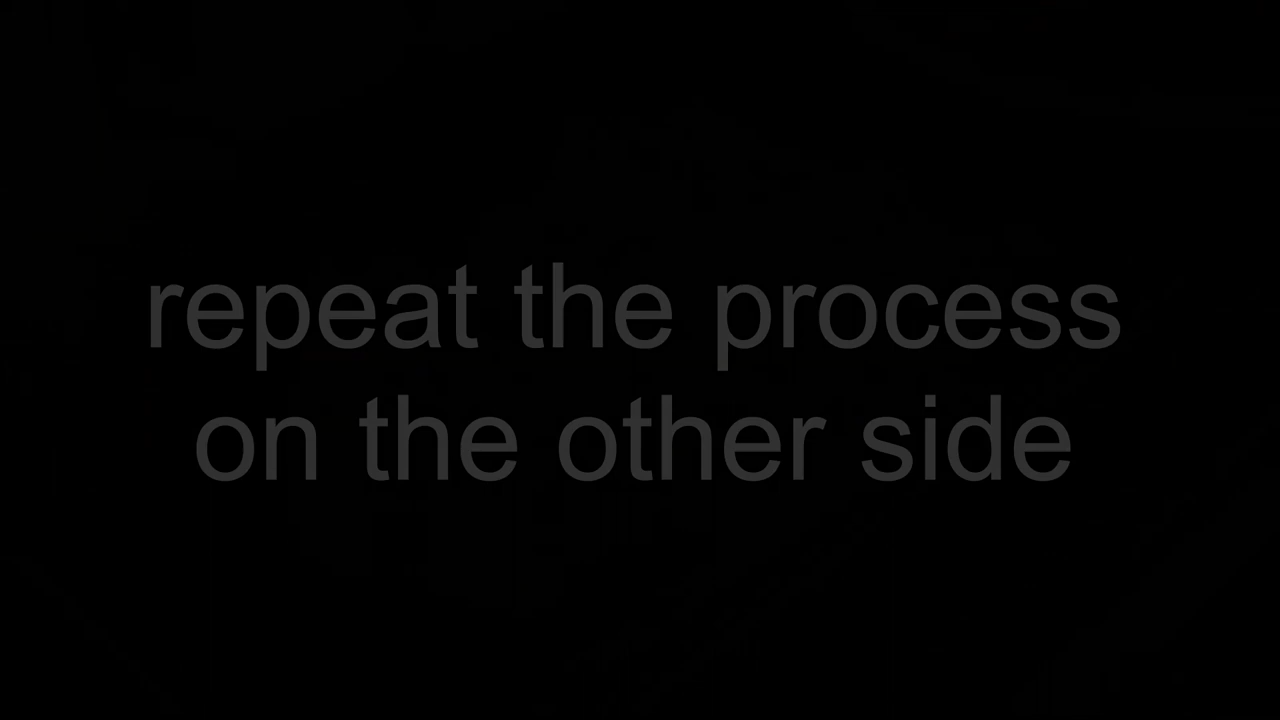 repeat the process
on the other side